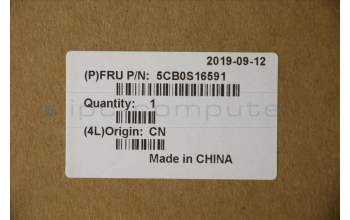 2019-09-12
(P)FRU P/N: 5CB0S16591
Quantity: 1
(4L)Origin: CN
Made in CHINA